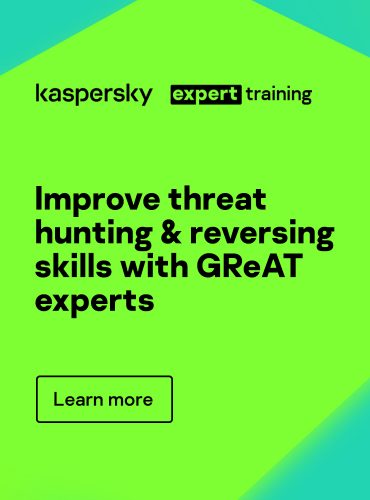 kaspersky expert training
Improve threat
hunting & reversing
skills with GReAT
experts
Learn more